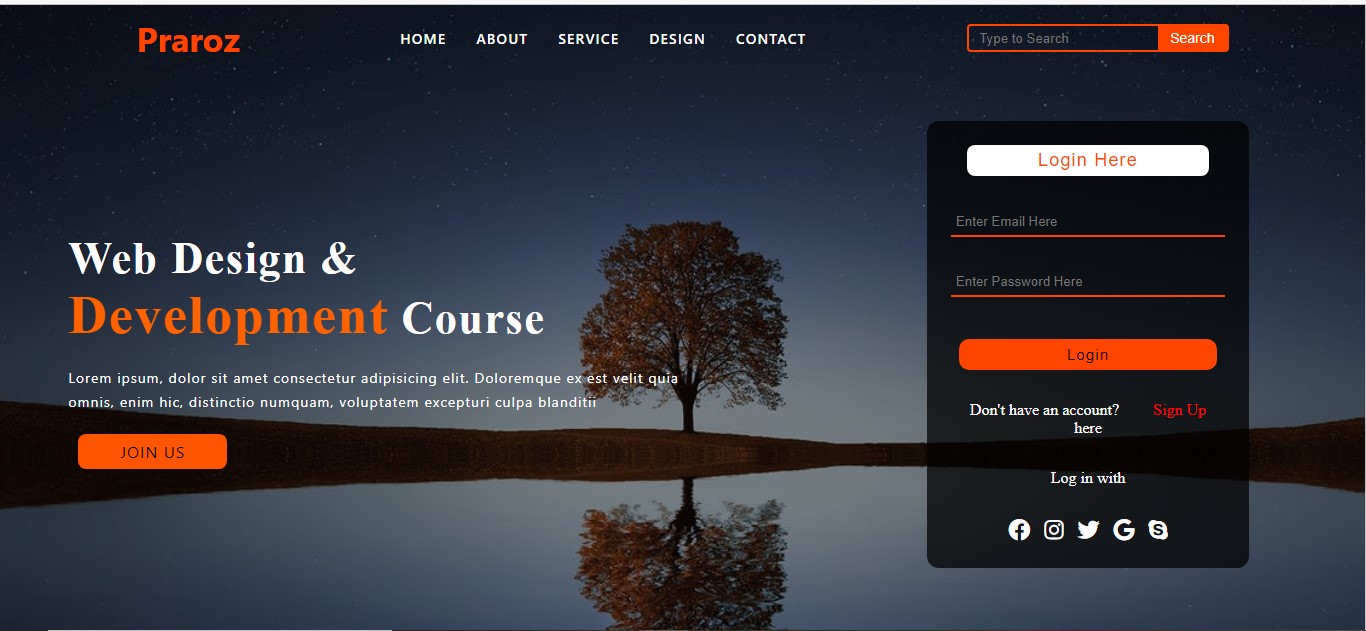 Praroz
HOME ABOUT SERVICE DESIGN CONTACT
Type to Search Search
Web Design &
Development Course
Lorem ipsum, dolor sit amet consectetur adipisicing elit. Doloremque ex est velit quia
omnis, enim hic, distinctio numquam, voluptatem excepturi culpa blanditii
JOIN US
Login Here
Enter Email Here
Enter Password Here
Login
Don't have an account? Sign Up
here
Log in with